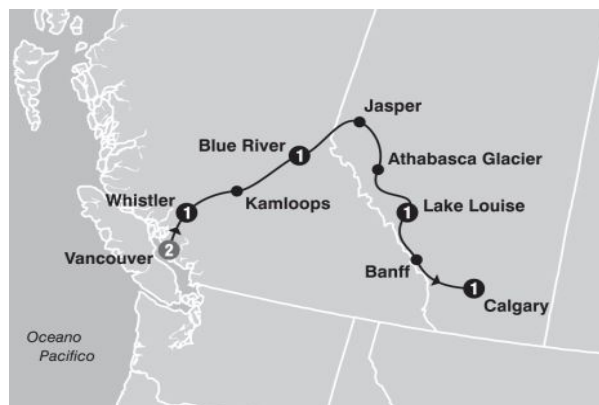 Jasper
Blue River
1
Athabasca Glacier
Whistler
1
Kamloops
1
Lake Louise
Vancouver
2
Banff
1
Calgary
Oceano
Pacifico